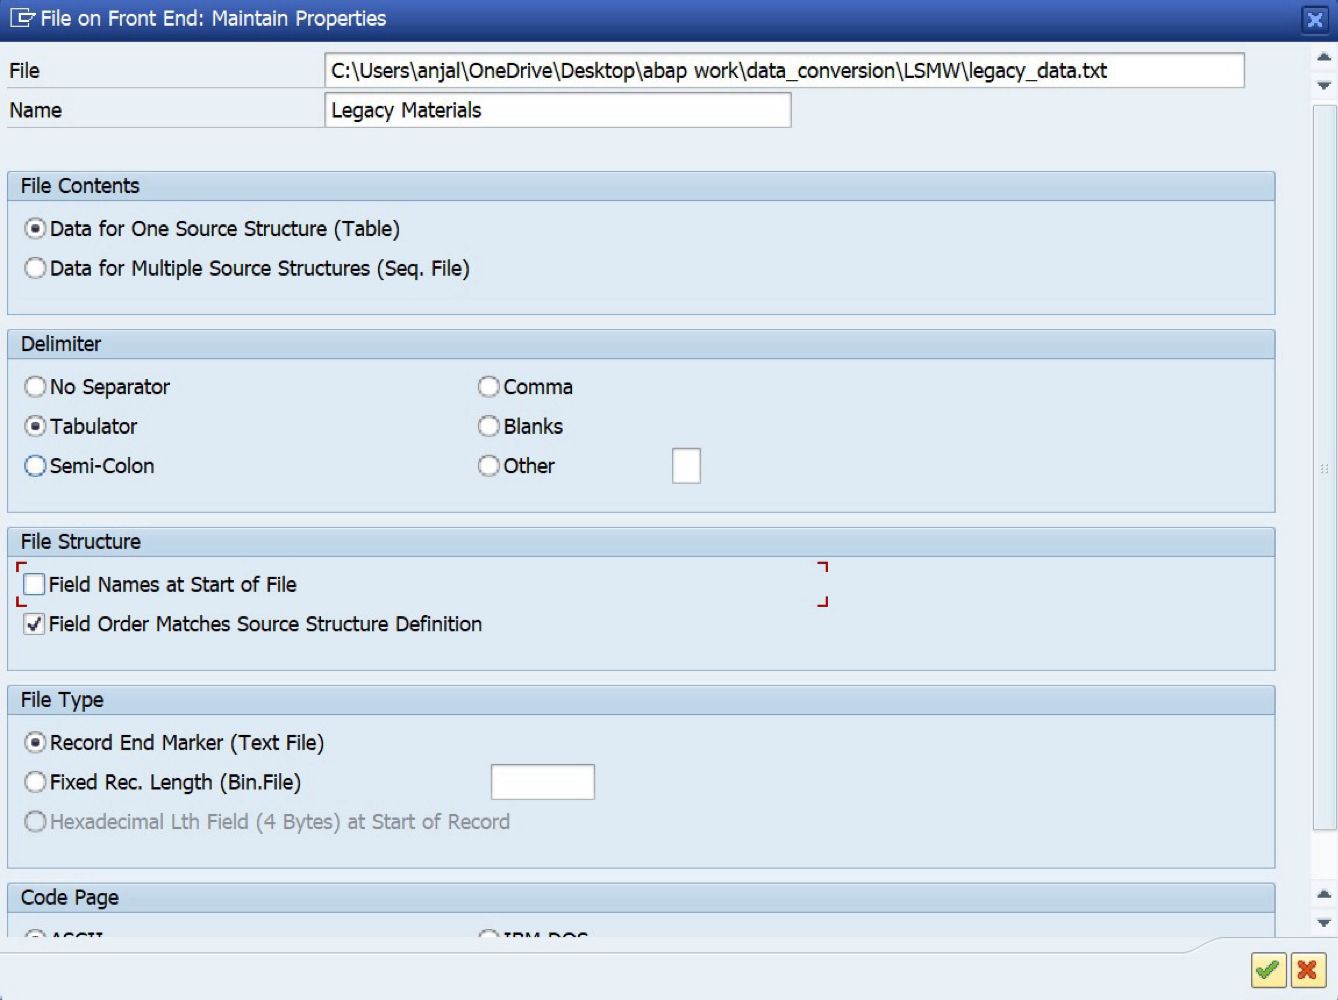 File on Front End: Maintain Properties
File C:\Users\anjal\OneDrive\Desktop\abap work\data_conversion\LSMW\legacy_data.txt
Name Legacy Materials
File Contents
Data for One Source Structure (Table)
Data for Multiple Source Structures (Seq. File)
Delimiter
No Separator Comma
Tabulator Blanks
Semi-Colon Other
File Structure
Field Names at Start of File
Field Order Matches Source Structure Definition
File Type
Record End Marker (Text File)
Fixed Rec. Length (Bin.File)
Hexadecimal Lth Field (4 Bytes) at Start of Record
Code Page
ASCII IBM DOS